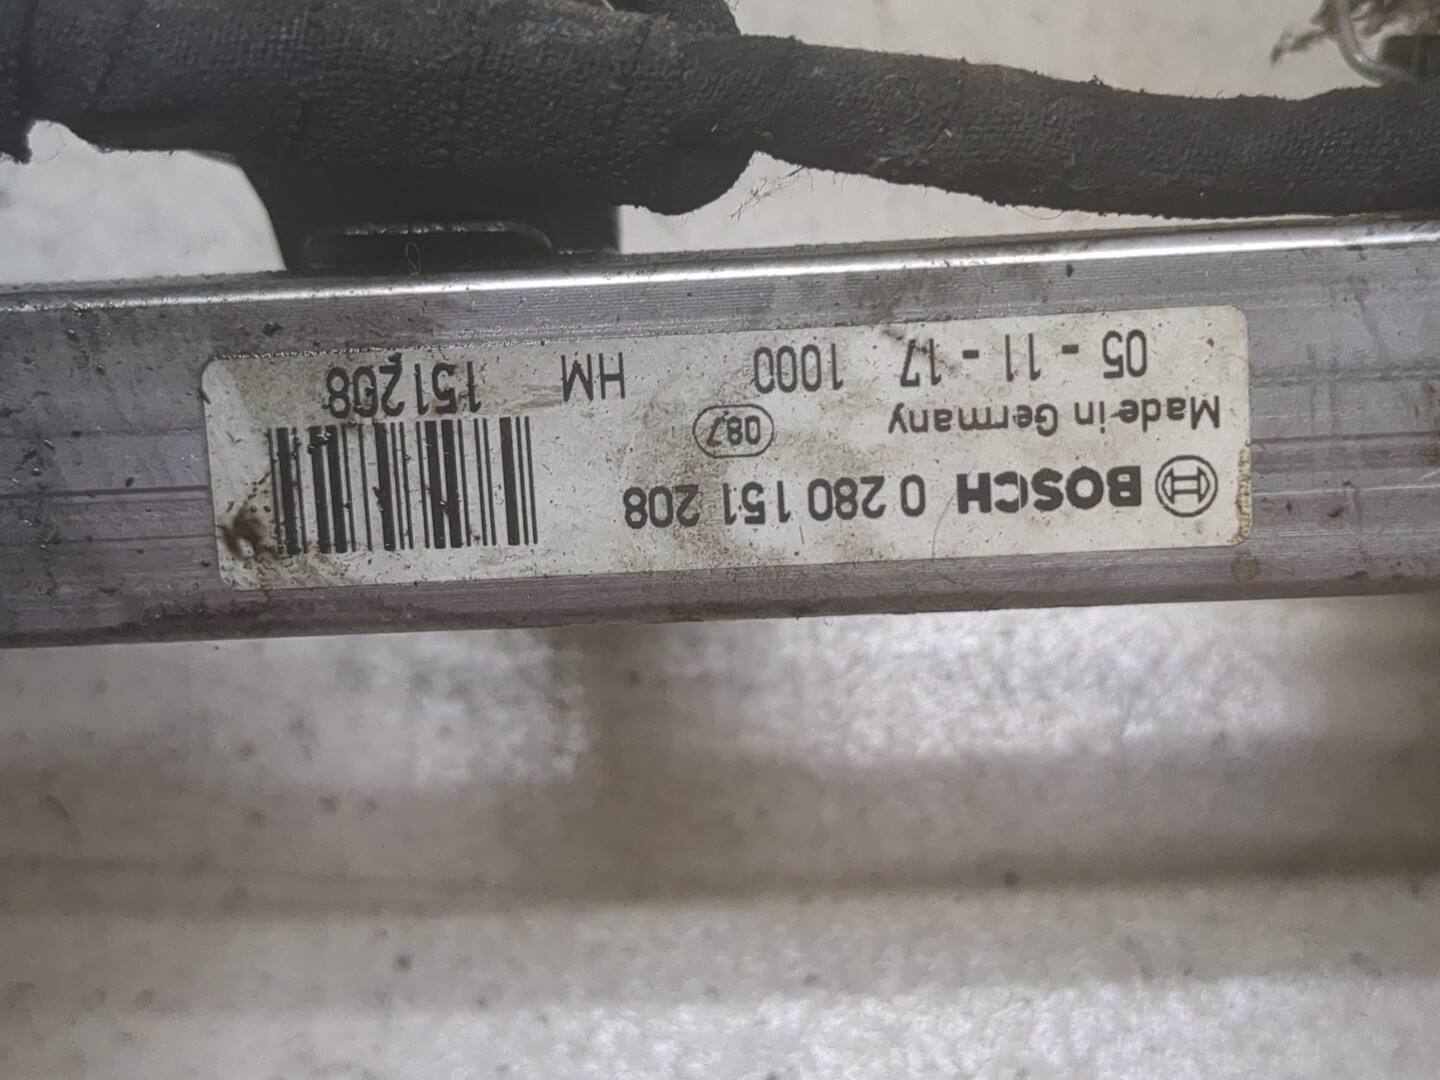 BOSCH 0 280 151 208
Made in Germany 087
05 - 11 - 17 1000 HM 151208